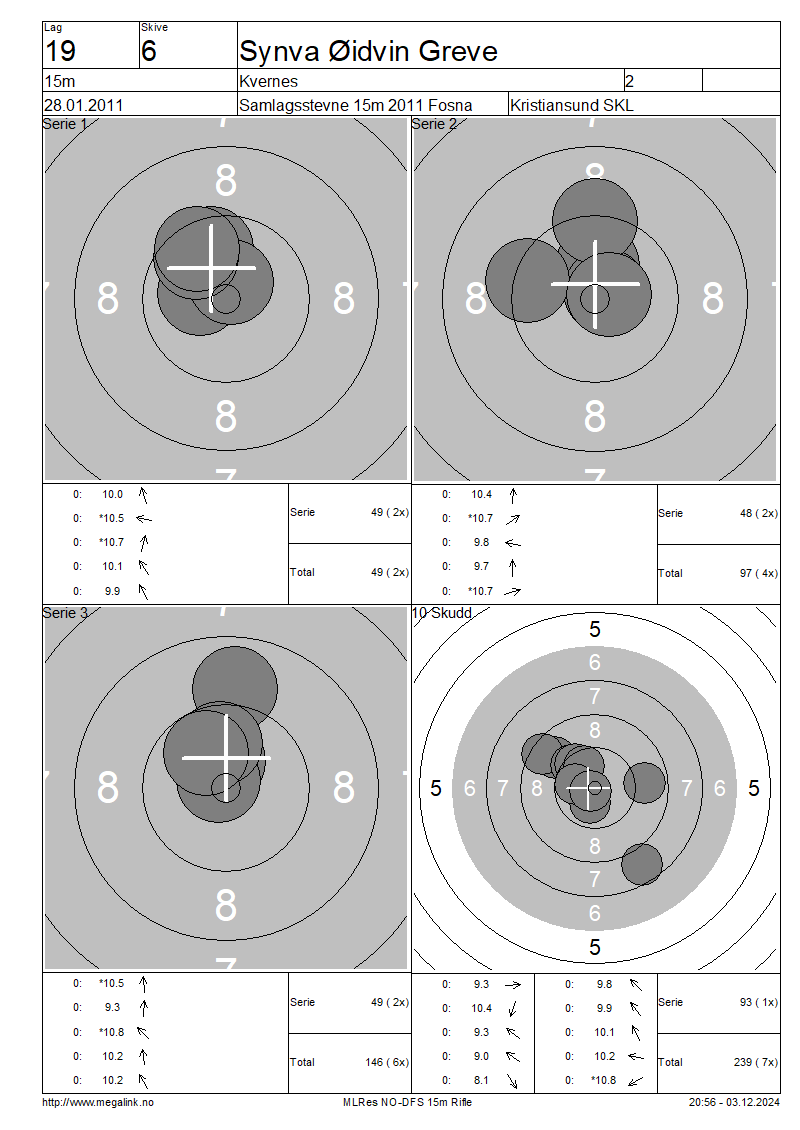 Lag Skive
19 6 Synva Øidvin Greve
15m Kvernes 2
28.01.2011 Samlagsstevne 15m 2011 Fosna Kristiansund SKL
Serie 1 Serie 2
7 7
8 8
7 8 8 7 8 8 7
8 8
7 7
0: 10.0
0: *10.5
0: *10.7
0: 10.1
0: 9.9
Serie 49 ( 2x)
Total 49 ( 2x)
0: 10.4
0: *10.7
0: 9.8
0: 9.7
0: *10.7
Serie 48 ( 2x)
Total 97 ( 4x)
Serie 3
7
7 8 8 7
8
7
10 Skudd
5
6
7
8
5 6 7 8 7 6 5
8
7
6
5
0: *10.5
0: 9.3
0: *10.8
0: 10.2
0: 10.2
Serie 49 ( 2x)
Total 146 ( 6x)
0: 9.3 0: 9.8
0: 10.4 0: 9.9
0: 9.3 0: 10.1
0: 9.0 0: 10.2
0: 8.1 0: *10.8
Serie 93 ( 1x)
Total 239 ( 7x)
http://www.megalink.no MLRes NO-DFS 15m Rifle 20:56 - 03.12.2024